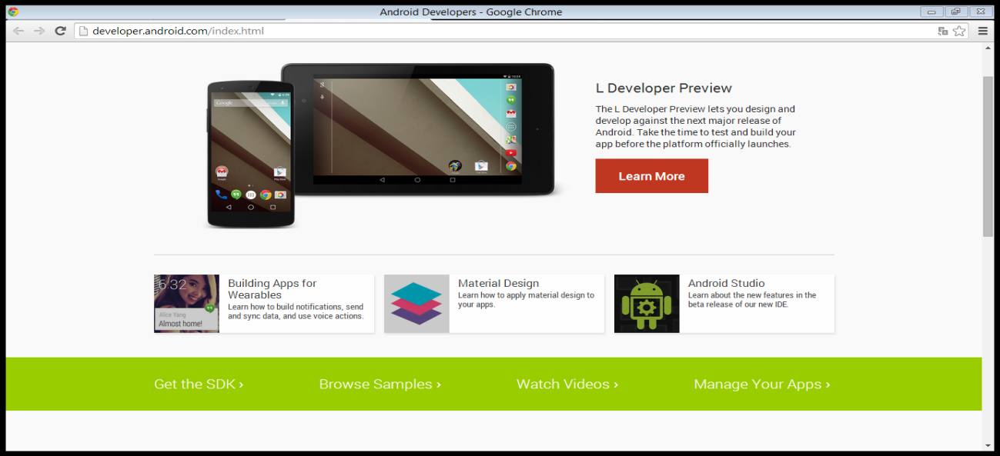 Android Developers - Google Chrome
developer.android.com/index.html
Google
L Developer Preview
The L Developer Preview lets you design and
develop against the next major release of
Android. Take the time to test and build your
app before the platform officially launches.
Learn More
5:32
Alice Yang
Almost home!
Building Apps for
Wearables
Learn how to build notifications, send
and sync data, and use voice actions.
Material Design
Learn how to apply material design to
your apps.
Android Studio
Learn about the new features in the
beta release of our new IDE.
Get the SDK ›
Browse Samples ›
Watch Videos ›
Manage Your Apps ›